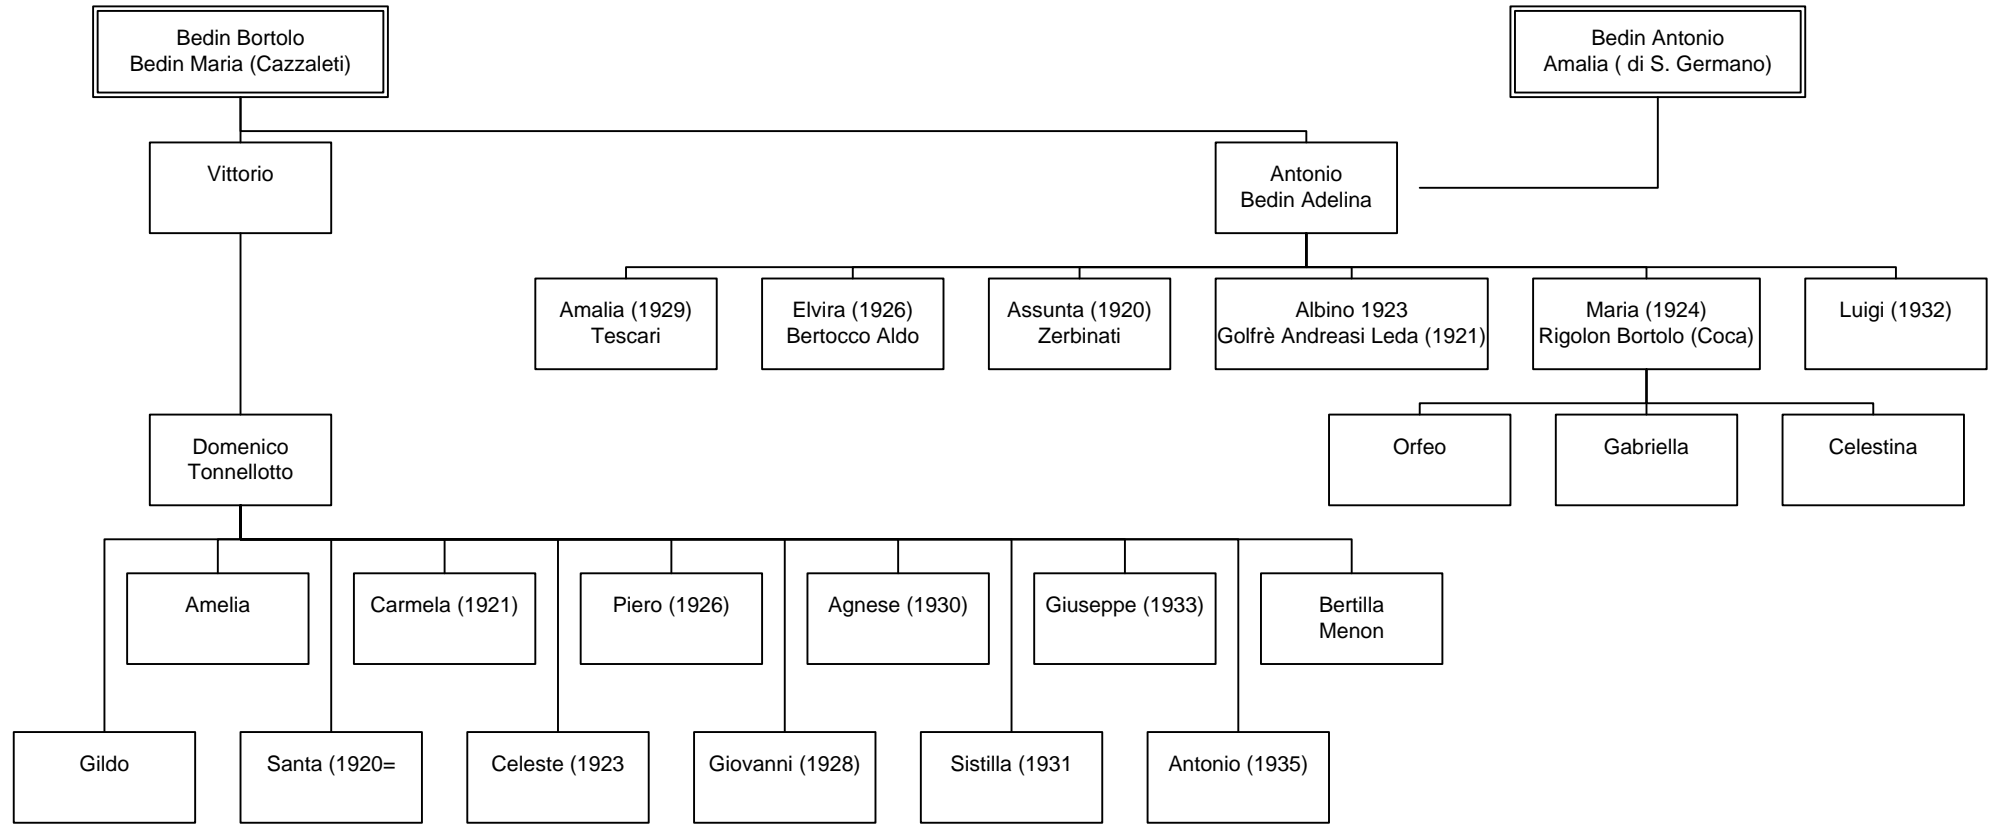 Bedin Bortolo
Bedin Maria (Cazzaleti)
Bedin Antonio
Amalia ( di S. Germano)
Vittorio
Antonio
Bedin Adelina
Amalia (1929)
Tescari
Elvira (1926)
Bertocco Aldo
Assunta (1920)
Zerbinati
Albino 1923
Golfrè Andreasi Leda (1921)
Maria (1924)
Rigolon Bortolo (Coca)
Luigi (1932)
Domenico
Tonnellotto
Orfeo
Gabriella
Celestina
Amelia
Carmela (1921)
Piero (1926)
Agnese (1930)
Giuseppe (1933)
Bertilla
Menon
Gildo
Santa (1920=
Celeste (1923
Giovanni (1928)
Sistilla (1931
Antonio (1935)